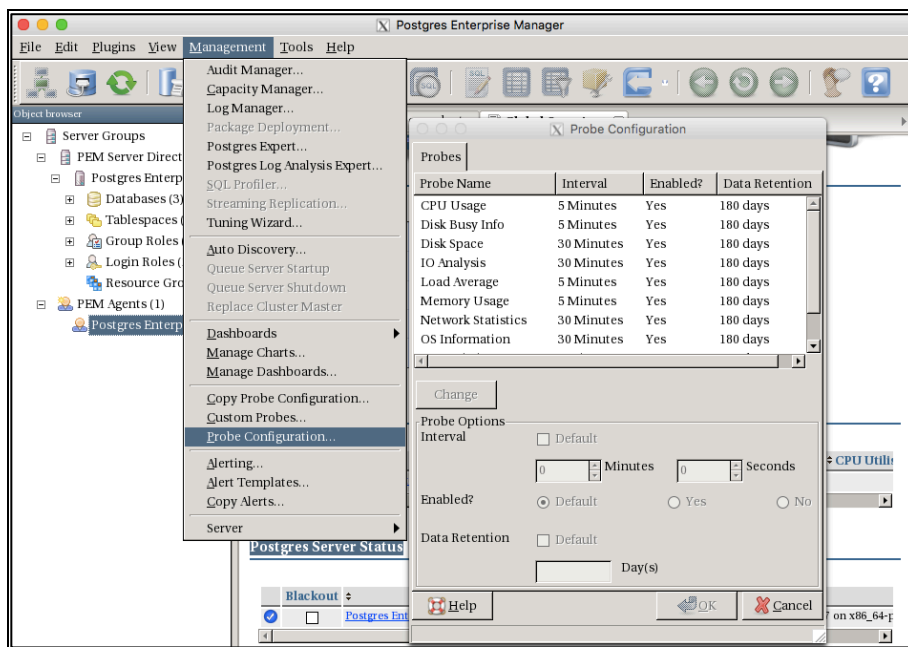 Postgres Enterprise Manager
File Edit Plugins View Management Tools Help
Object browser
Server Groups
PEM Server Direct
Postgres Enterp
Databases (3)
Tablespaces (
Group Roles (
Login Roles (
Resource Gro
PEM Agents (1)
Postgres Enterp
Audit Manager...
Capacity Manager...
Log Manager...
Package Deployment...
Postgres Expert...
Postgres Log Analysis Expert...
SQL Profiler...
Streaming Replication...
Tuning Wizard...
Auto Discovery...
Queue Server Startup
Queue Server Shutdown
Replace Cluster Master
Dashboards
Manage Charts...
Manage Dashboards...
Copy Probe Configuration...
Custom Probes...
Probe Configuration...
Alerting...
Alert Templates...
Copy Alerts...
Server
SQL
SQL
Probe Configuration
Probes
Probe Name Interval Enabled? Data Retention
CPU Usage 5 Minutes Yes 180 days
Disk Busy Info 5 Minutes Yes 180 days
Disk Space 30 Minutes Yes 180 days
IO Analysis 30 Minutes Yes 180 days
Load Average 5 Minutes Yes 180 days
Memory Usage 5 Minutes Yes 180 days
Network Statistics 30 Minutes Yes 180 days
OS Information 30 Minutes Yes 180 days
Change
Probe Options
Interval Default
0 Minutes 0 Seconds
Enabled? Default Yes No
Data Retention Default
Day(s)
Help OK Cancel
CPU Utilis
Postgres Server Status
Blackout
Postgres Ent
7 on x86_64-p